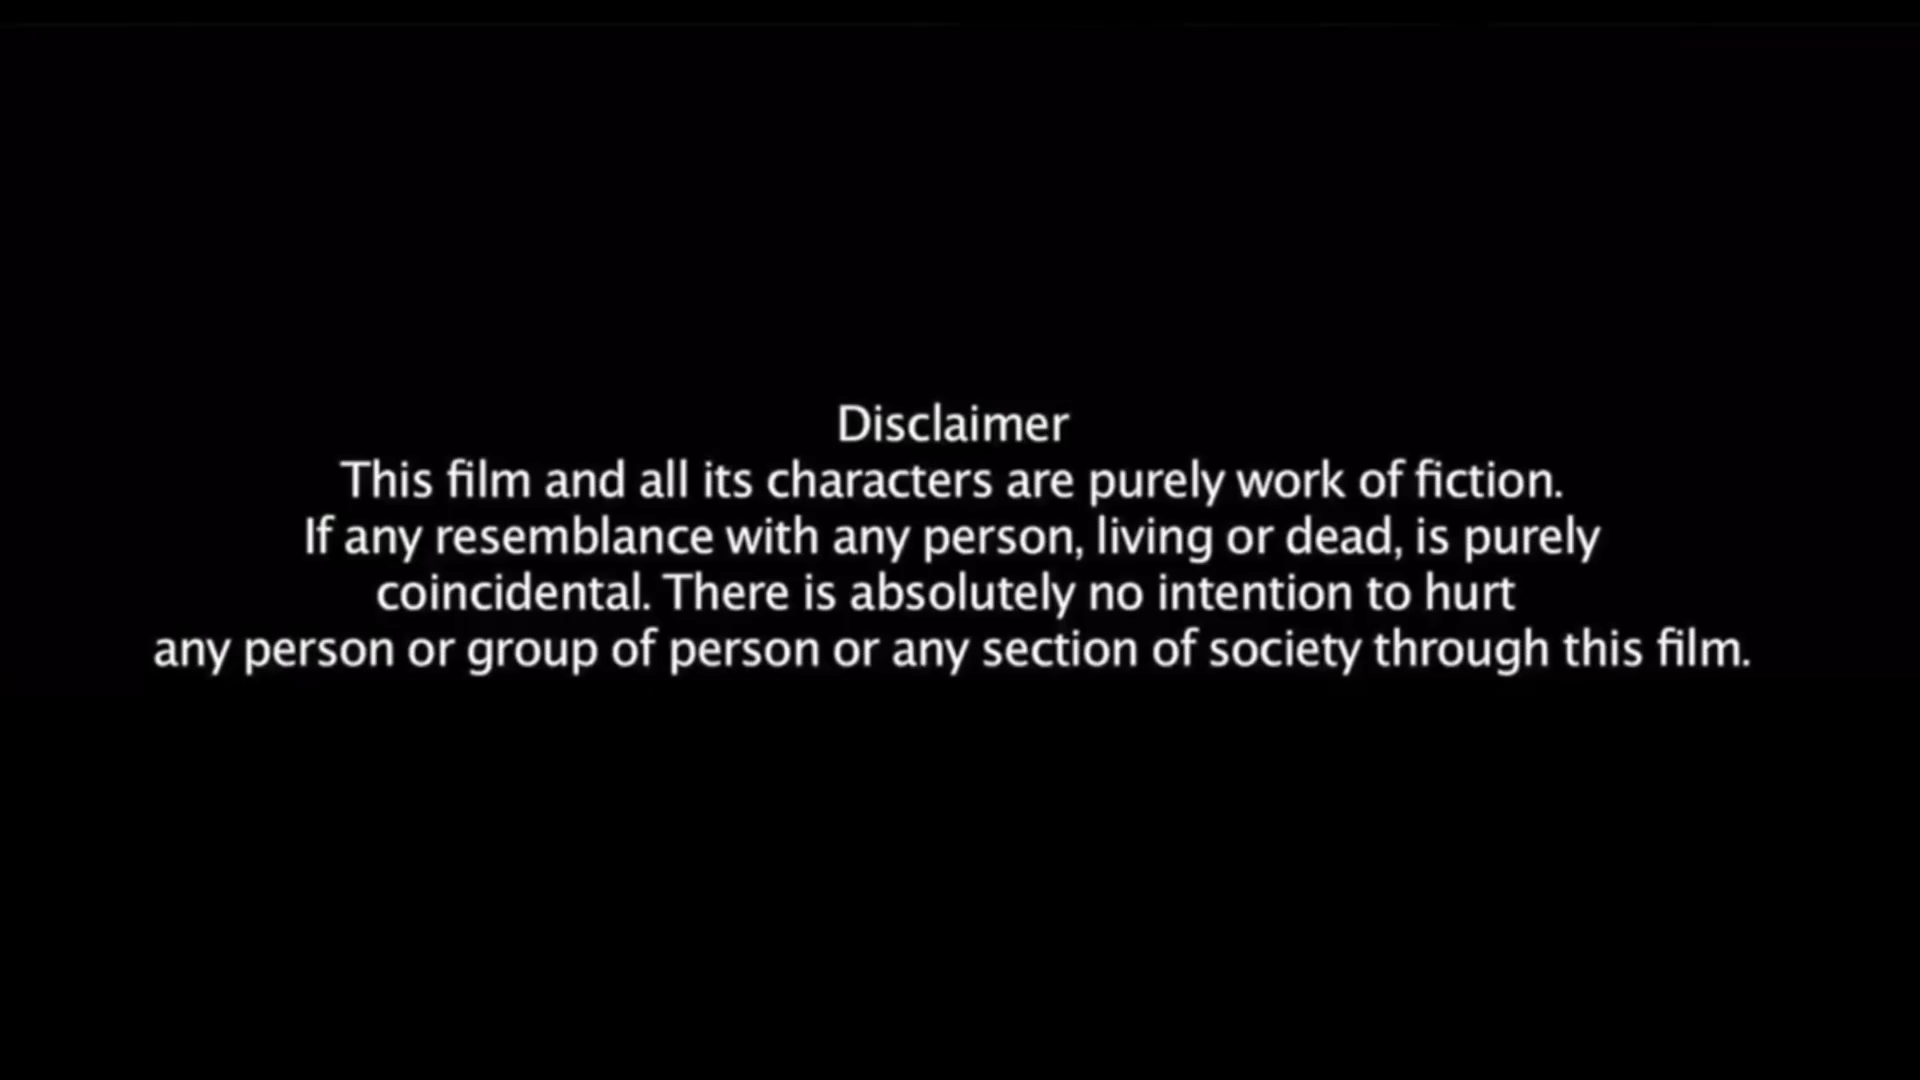 Disclaimer
This film and all its characters are purely work of fiction.
If any resemblance with any person, living or dead, is purely
coincidental. There is absolutely no intention to hurt
any person or group of person or any section of society through this film.